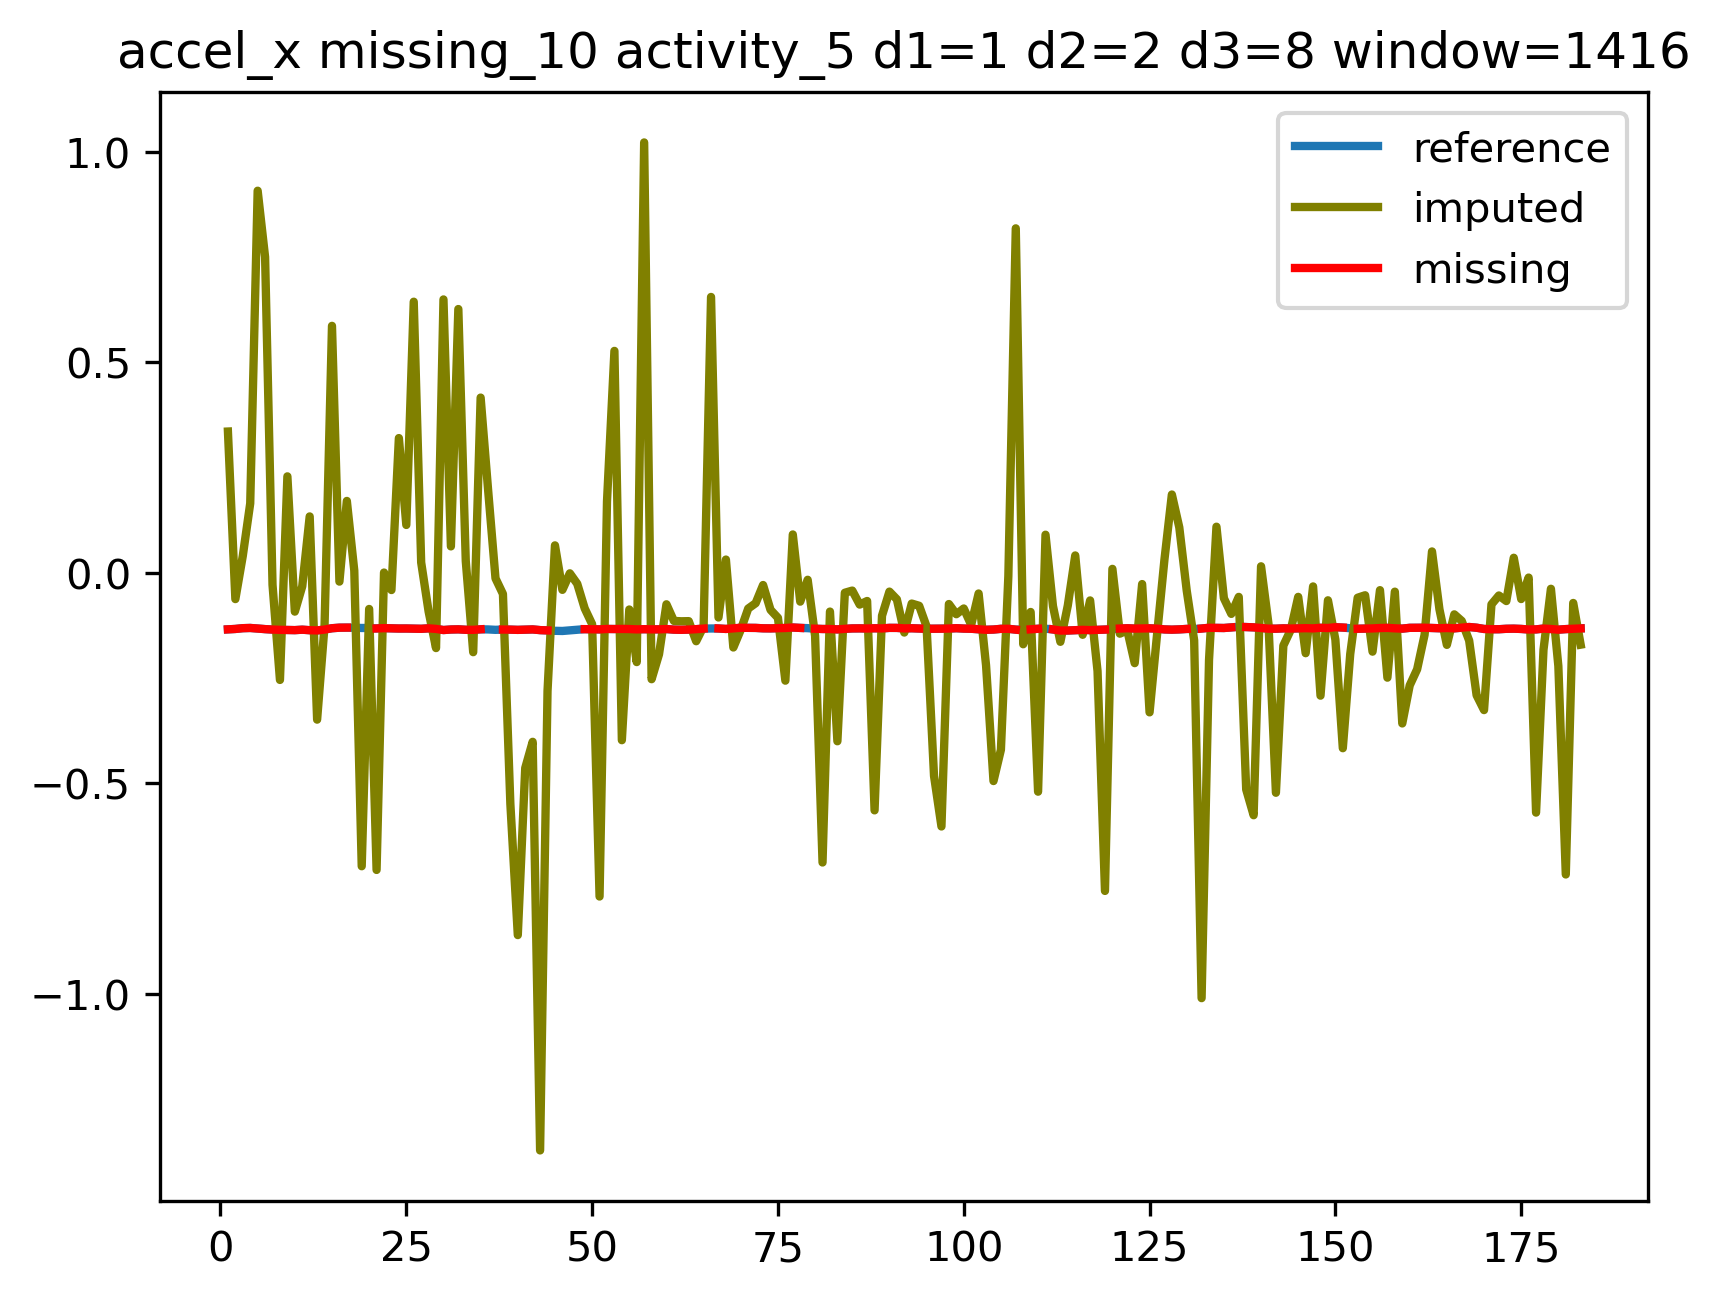 accel_x missing_10 activity_5 d1=1 d2=2 d3=8 window=1416
reference
imputed
missing
1.0
0.5
0.0
−0.5
−1.0
0 25 50 75 100 125 150 175